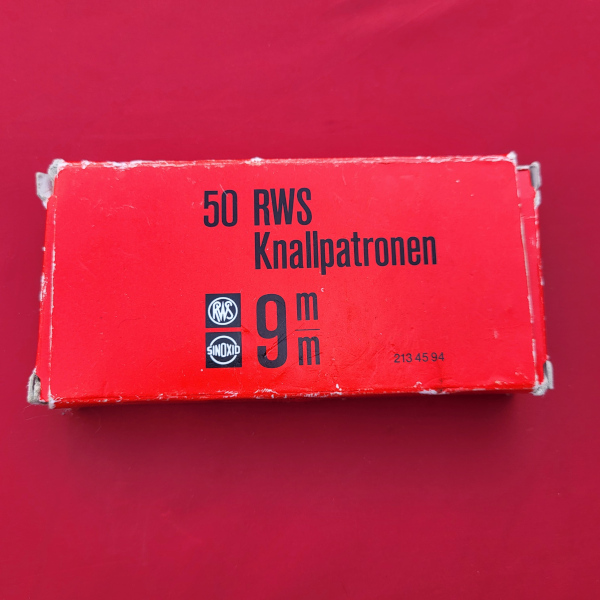 50 RWS
Knallpatronen
RWS
SINOXID
9 m/m
213 45 94